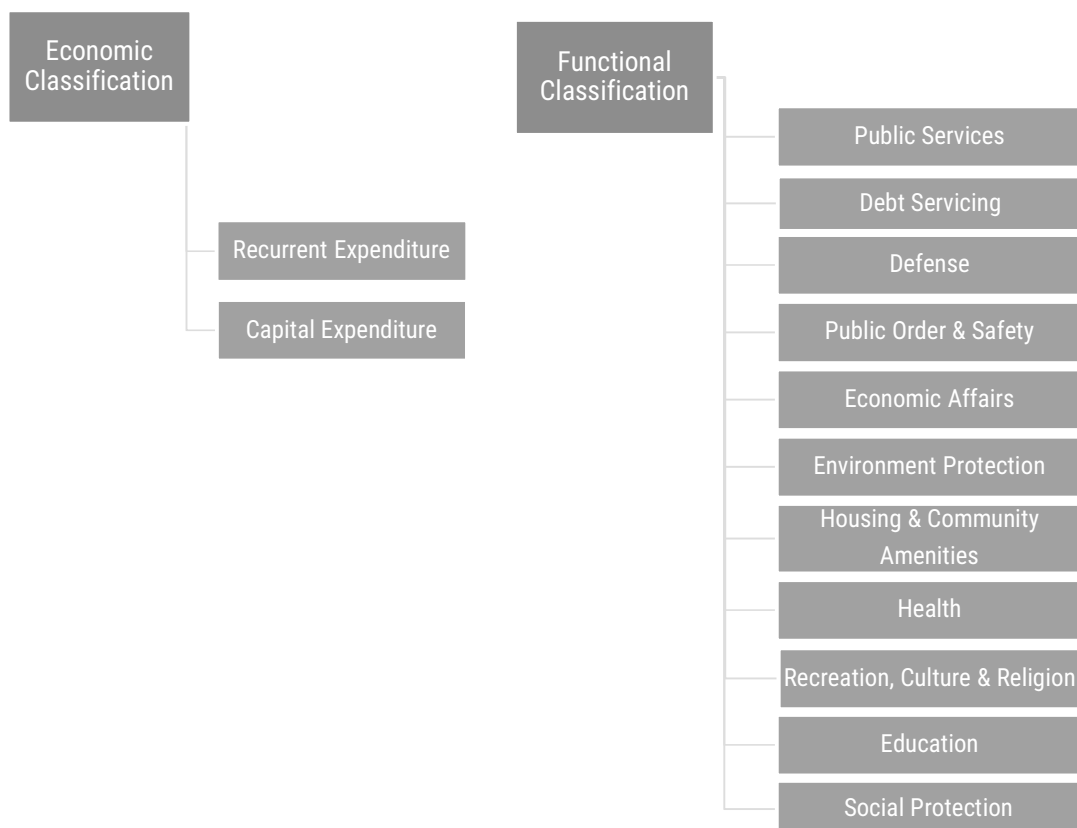 Economic
Classification
Recurrent Expenditure
Capital Expenditure
Functional
Classification
Public Services
Debt Servicing
Defense
Public Order & Safety
Economic Affairs
Environment Protection
Housing & Community
Amenities
Health
Recreation, Culture & Religion
Education
Social Protection